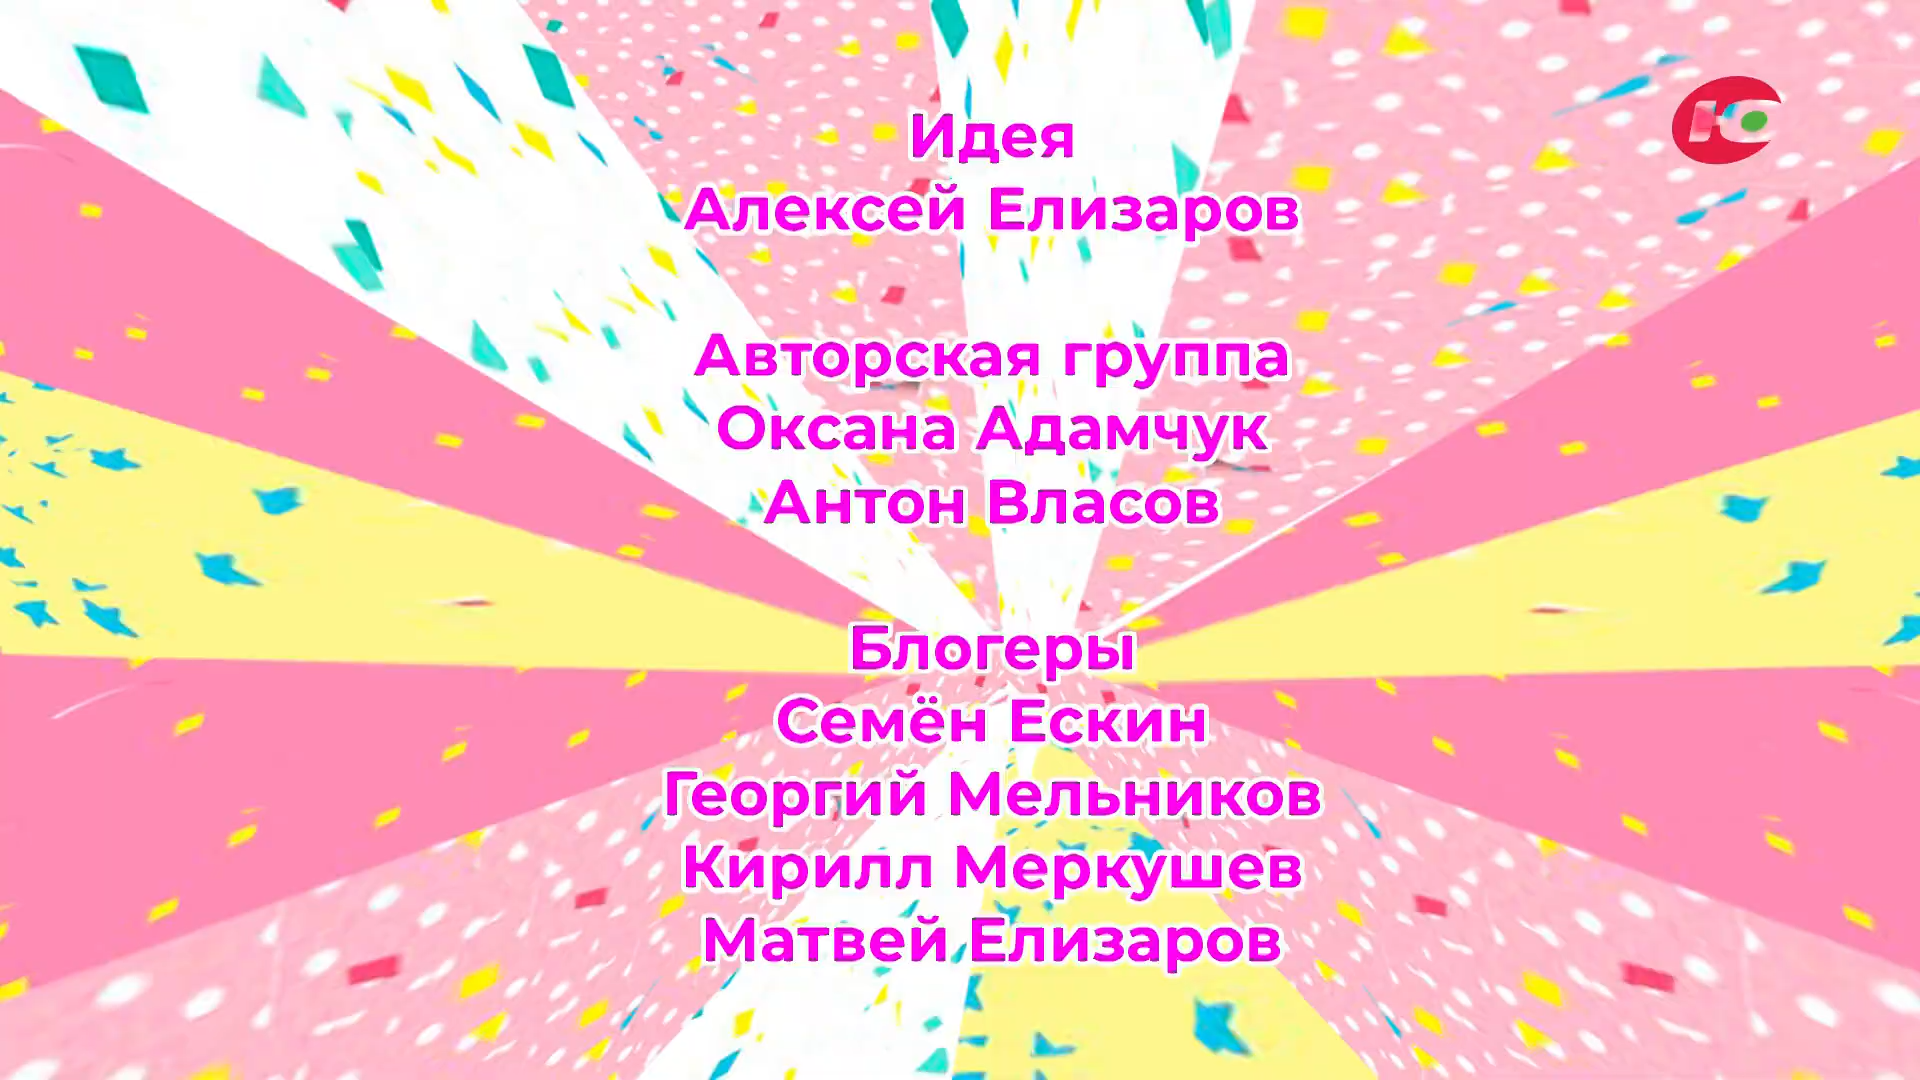 Идея
Алексей Елизаров
Авторская группа
Оксана Адамчук
Антон Власов
Блогеры
Семён Ескин
Георгий Мельников
Кирилл Меркушев
Матвей Елизаров